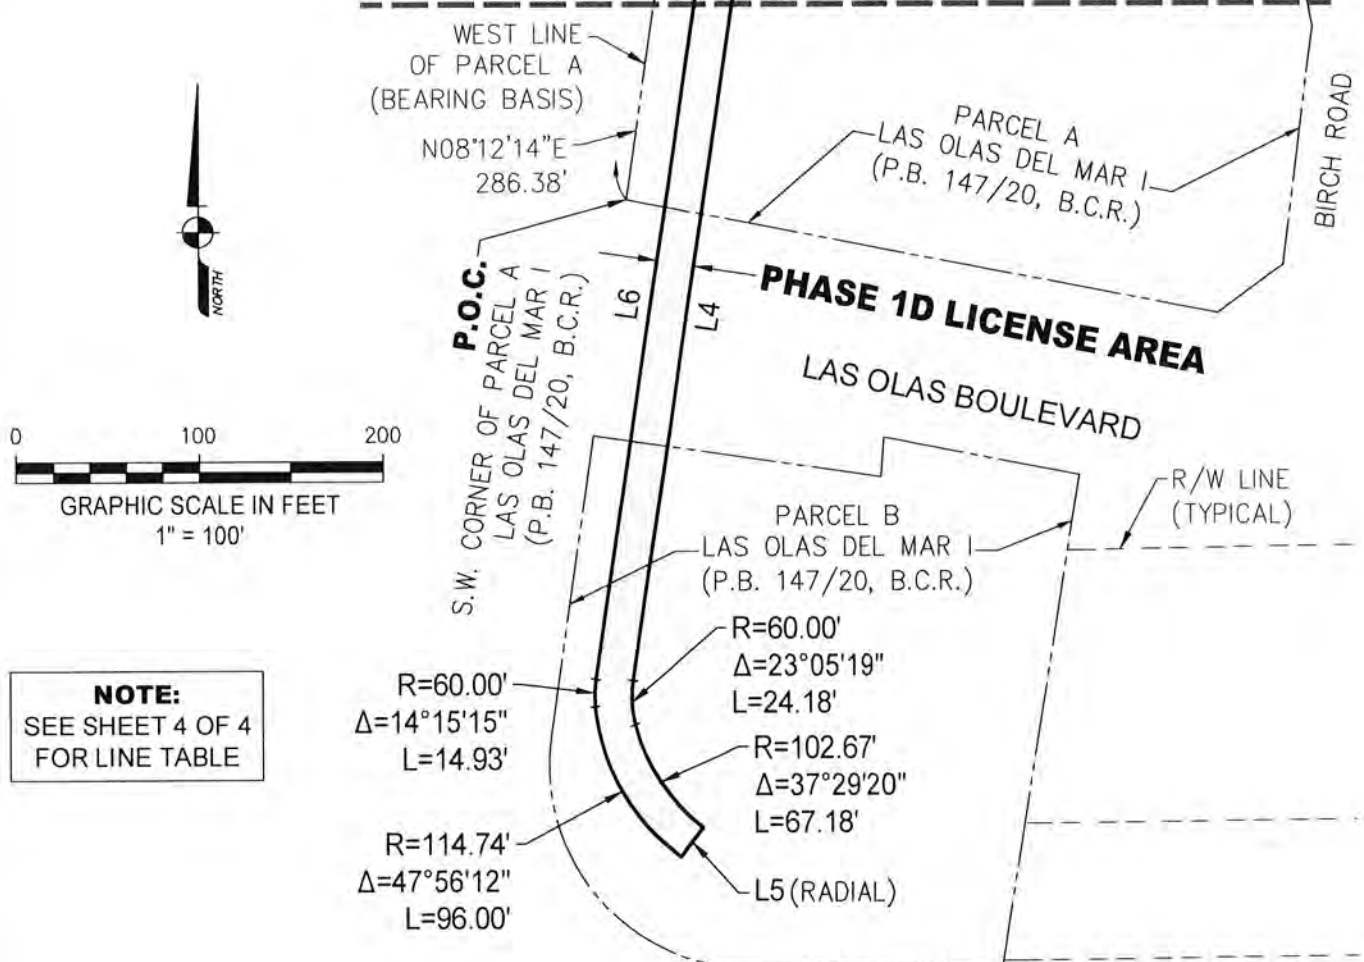 WEST LINE
OF PARCEL A
(BEARING BASIS)
N08°12'14"E
286.38'
PARCEL A
LAS OLAS DEL MAR I
(P.B. 147/20, B.C.R.)
BIRCH ROAD
NORTH
P.O.C.
S.W. CORNER OF PARCEL A
LAS OLAS DEL MAR I
(P.B. 147/20, B.C.R.)
L6
L4
PHASE 1D LICENSE AREA
LAS OLAS BOULEVARD
0 100 200
GRAPHIC SCALE IN FEET
1" = 100'
R/W LINE
(TYPICAL)
PARCEL B
LAS OLAS DEL MAR I
(P.B. 147/20, B.C.R.)
NOTE:
SEE SHEET 4 OF 4
FOR LINE TABLE
R=60.00'
Δ=14°15'15"
L=14.93'
R=60.00'
Δ=23°05'19"
L=24.18'
R=102.67'
Δ=37°29'20"
L=67.18'
R=114.74'
Δ=47°56'12"
L=96.00'
L5 (RADIAL)